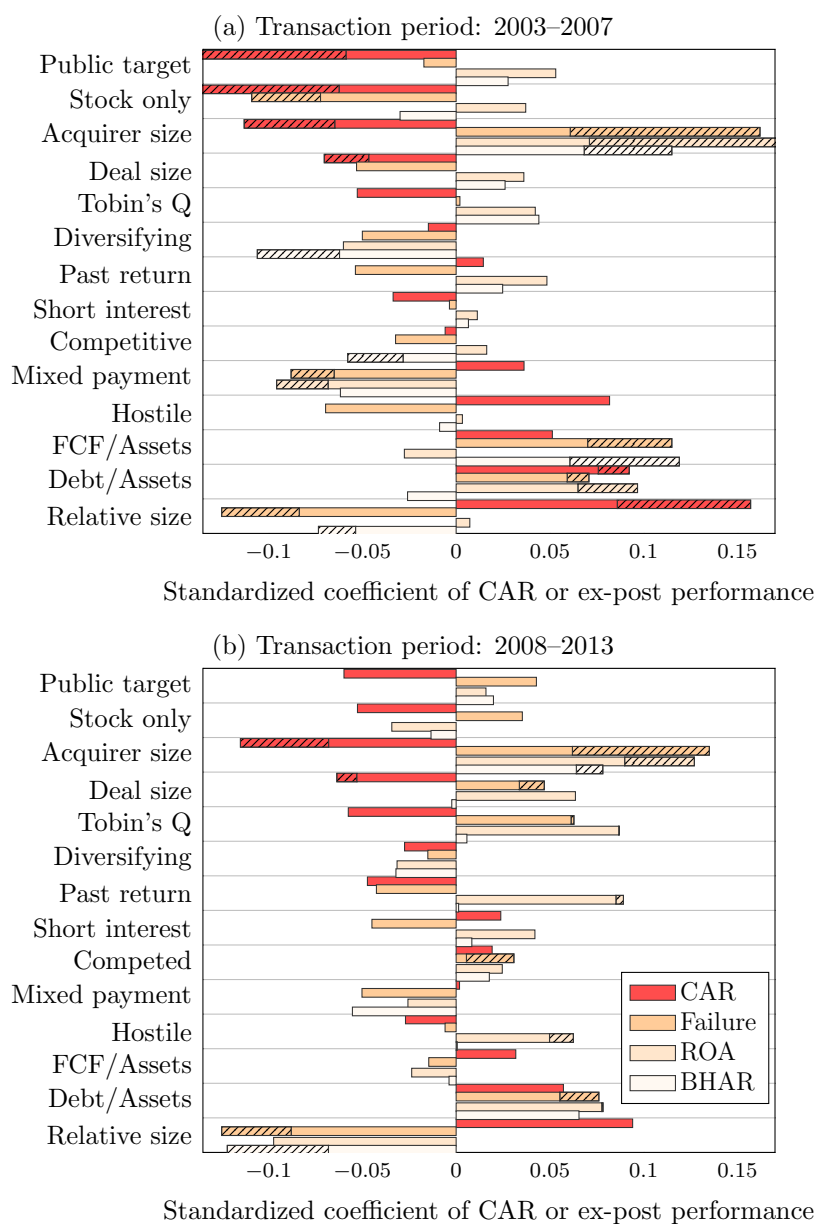 (a) Transaction period: 2003–2007
Public target
Stock only
Acquirer size
Deal size
Tobin's Q
Diversifying
Past return
Short interest
Competitive
Mixed payment
Hostile
FCF/Assets
Debt/Assets
Relative size
−0.1 −0.05 0 0.05 0.1 0.15
Standardized coefficient of CAR or ex-post performance
(b) Transaction period: 2008–2013
Public target
Stock only
Acquirer size
Deal size
Tobin's Q
Diversifying
Past return
Short interest
Competed
Mixed payment
Hostile
FCF/Assets
Debt/Assets
Relative size
CAR
Failure
ROA
BHAR
−0.1 −0.05 0 0.05 0.1 0.15
Standardized coefficient of CAR or ex-post performance